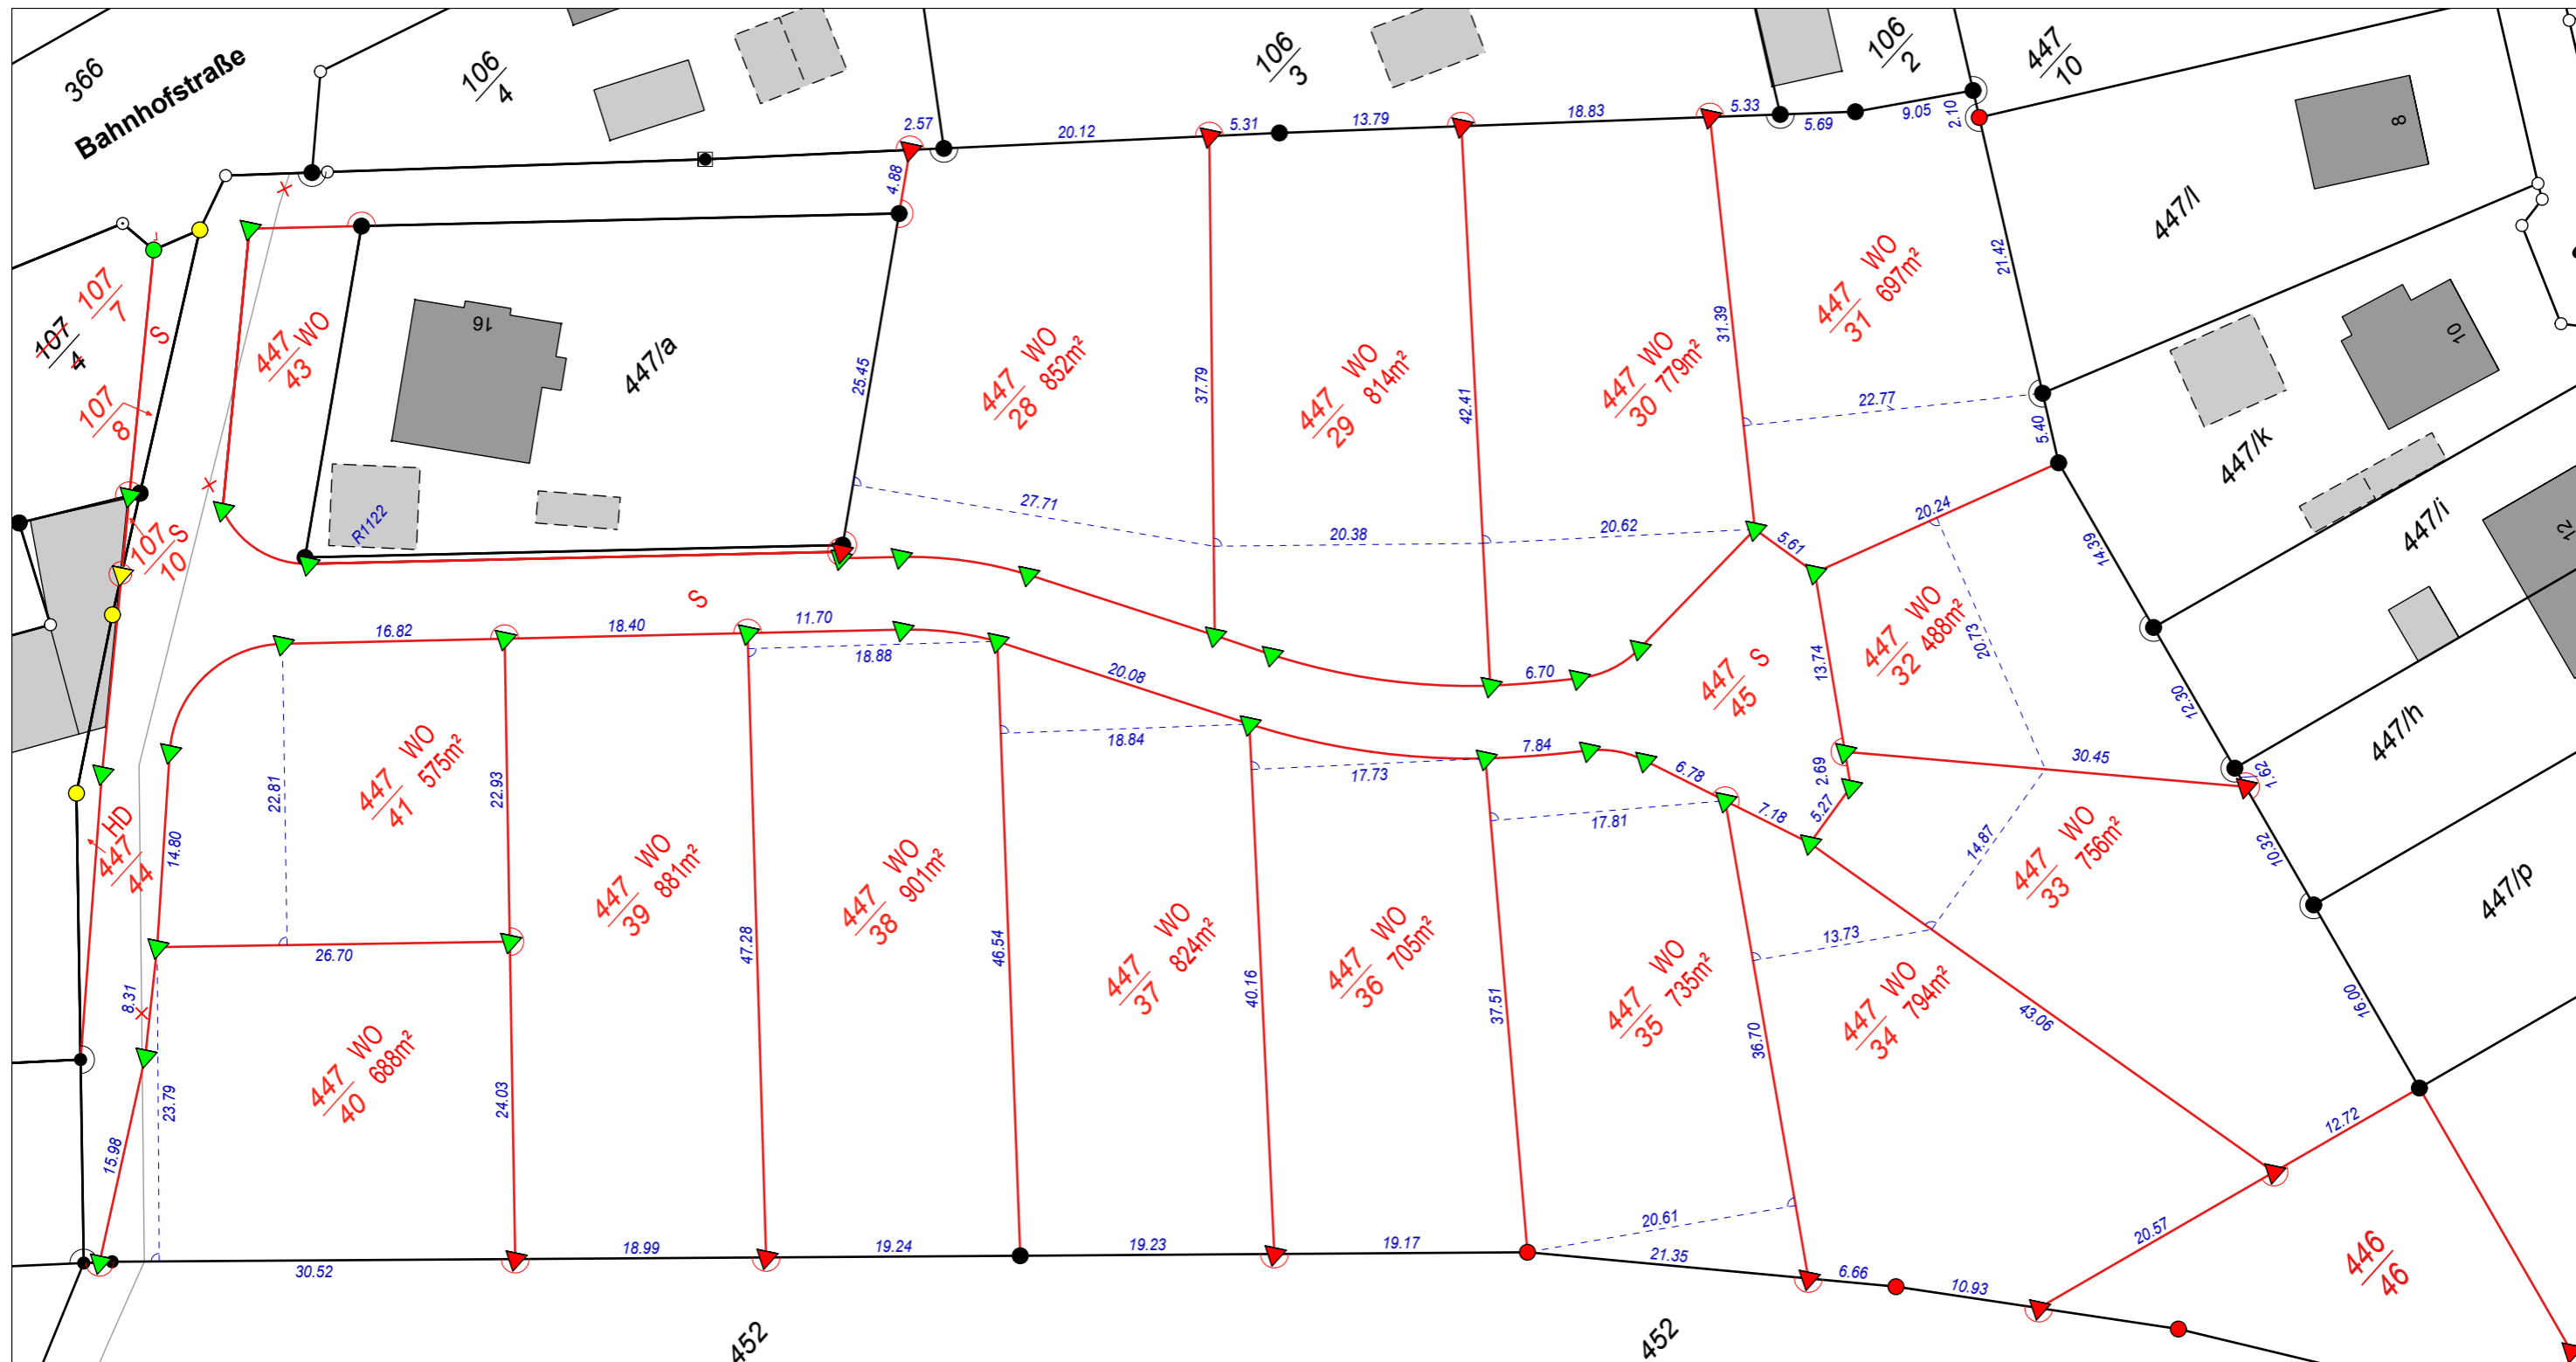 366
Bahnhofstraße
106
4
106
3
106
2
447
10
8
447/l
10
447/k
447/i
12
447/h
447/p
107
4
107
7
S
107
8
107
10
S
447
43 WO
16
447/a
R1122
2.57
4.88
20.12
5.31
13.79
18.83
5.33
5.69
9.05
2.10
21.42
5.40
25.45
37.79
42.41
31.39
22.77
27.71
20.38
20.62
5.61
20.24
14.39
447 WO
28 852m²
447 WO
29 814m²
447 WO
30 779m²
447 WO
31 697m²
S
16.82
18.40
11.70
18.88
20.08
18.84
17.73
6.70
7.84
17.81
6.78
7.18
5.27
2.69
13.74
20.73
12.30
1.62
30.45
10.32
14.87
13.73
447 S
45
447 WO
32 488m²
447 WO
33 756m²
447 WO
34 794m²
447 WO
35 735m²
447 WO
36 705m²
447 WO
37 824m²
447 WO
38 901m²
447 WO
39 881m²
447 WO
41 575m²
447 WO
40 688m²
HD
447
44
14.80
22.81
22.93
26.70
8.31
23.79
15.98
24.03
47.28
46.54
40.16
37.51
36.70
43.06
16.00
12.72
20.57
30.52
18.99
19.24
19.23
19.17
20.61
21.35
6.66
10.93
446
46
452
452